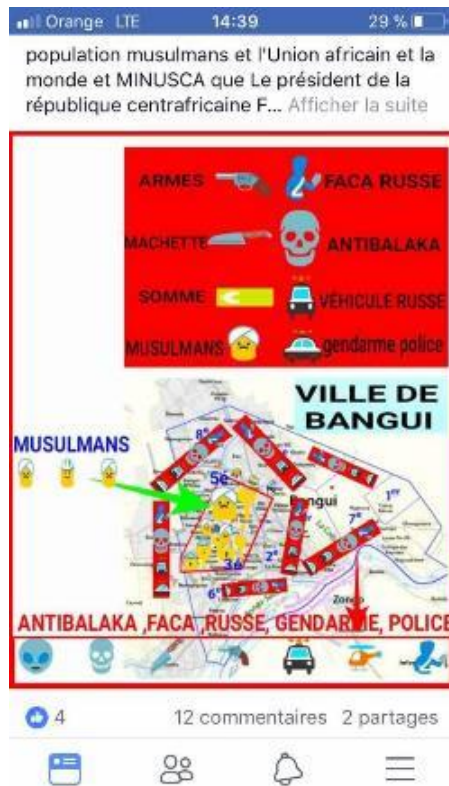 Orange LTE 14:39 29 %
population musulmans et l'Union africain et la
monde et MINUSCA que Le président de la
république centrafricaine F... Afficher la suite
ARMES FACA RUSSE
MACHETTE ANTIBALAKA
SOMME VÉHICULE RUSSE
MUSULMANS gendarme police
VILLE DE
BANGUI
MUSULMANS
8e
5e
Bangui
1er
7e
2e
3e
6e
Zongo
ANTIBALAKA ,FACA ,RUSSE, GENDARME, POLICE
4 12 commentaires 2 partages